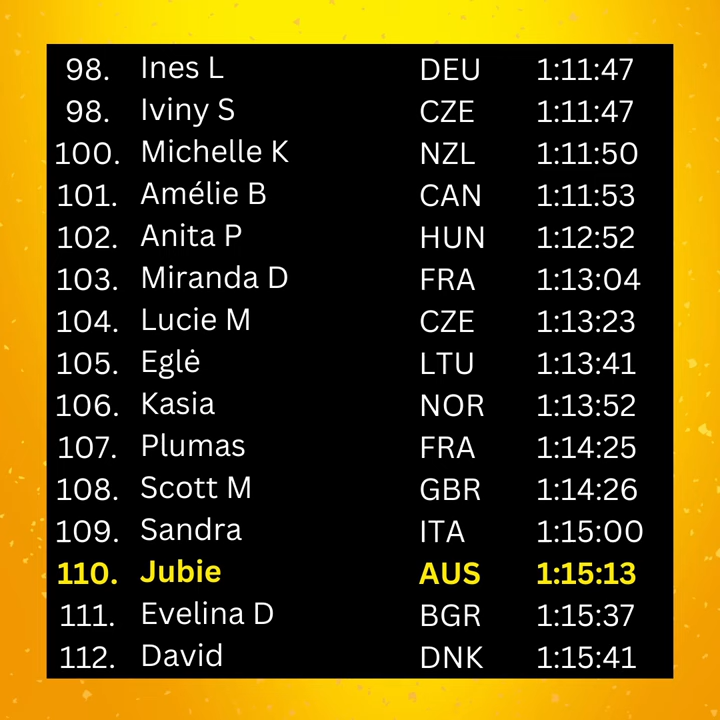 98. Ines L DEU 1:11:47
98. Iviny S CZE 1:11:47
100. Michelle K NZL 1:11:50
101. Amélie B CAN 1:11:53
102. Anita P HUN 1:12:52
103. Miranda D FRA 1:13:04
104. Lucie M CZE 1:13:23
105. Eglė LTU 1:13:41
106. Kasia NOR 1:13:52
107. Plumas FRA 1:14:25
108. Scott M GBR 1:14:26
109. Sandra ITA 1:15:00
110. Jubie AUS 1:15:13
111. Evelina D BGR 1:15:37
112. David DNK 1:15:41